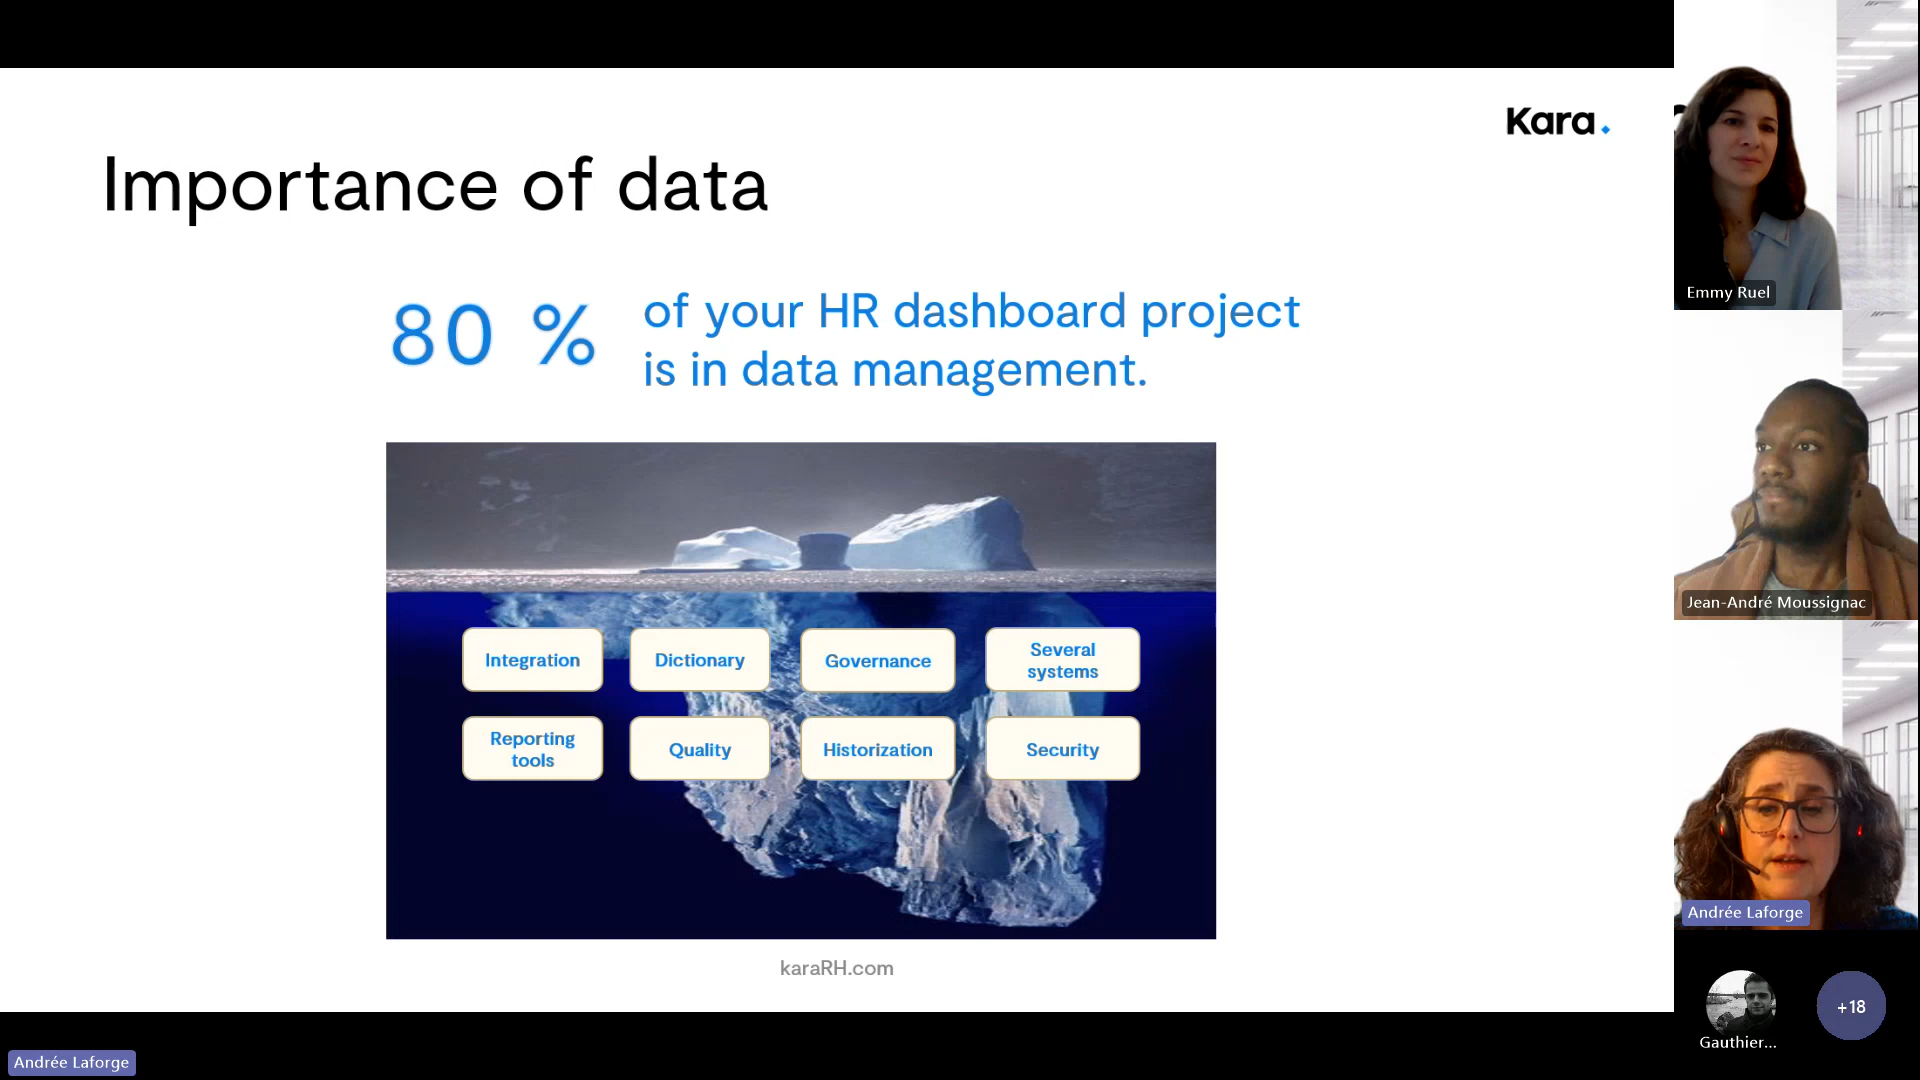 Kara
Importance of data
80 %
of your HR dashboard project
is in data management.
Integration
Dictionary
Governance
Several
systems
Reporting
tools
Quality
Historization
Security
karaRH.com
Emmy Ruel
Jean-André Moussignac
Andrée Laforge
Gauthier...
+18
Andrée Laforge